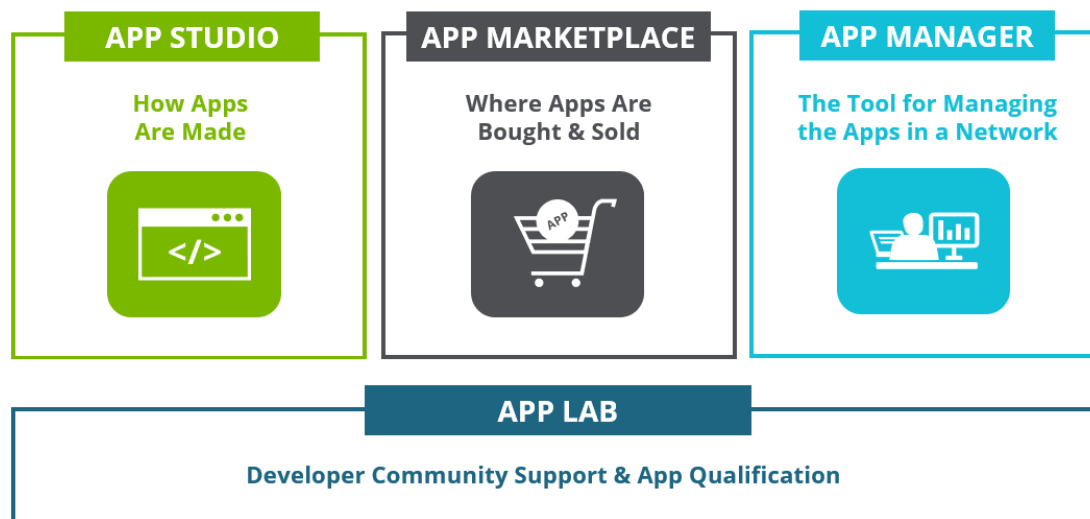 APP STUDIO
How Apps
Are Made
</>
APP MARKETPLACE
Where Apps Are
Bought & Sold
APP
APP MANAGER
The Tool for Managing
the Apps in a Network
APP LAB
Developer Community Support & App Qualification